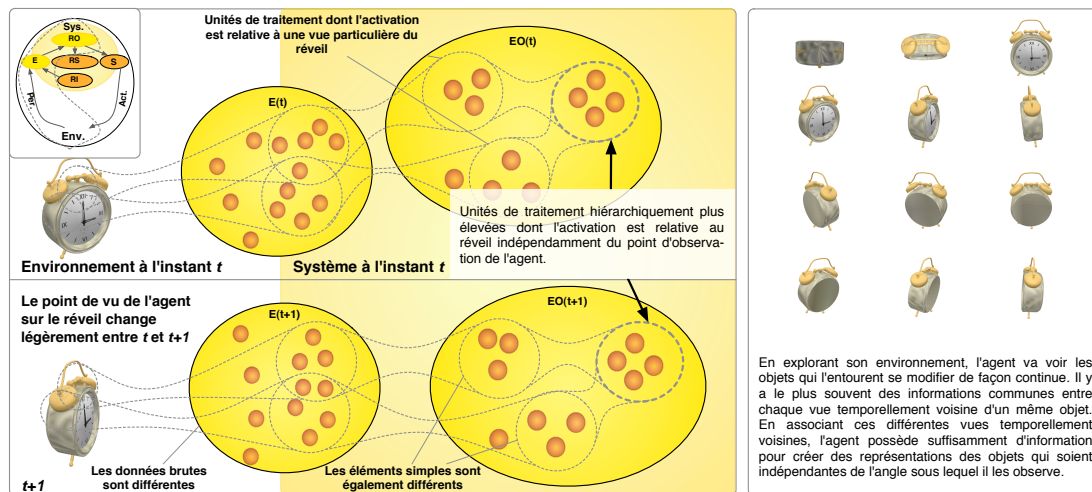 Sys.
RO
E
RS
S
RI
Per.
Act.
Env.
Unités de traitement dont l'activation
est relative à une vue particulière du
réveil
EO(t)
E(t)
Unités de traitement hiérarchiquement plus
élevées dont l'activation est relative au
réveil indépendamment du point d'observa-
tion de l'agent.
Environnement à l'instant t
Système à l'instant t
Le point de vu de l'agent
sur le réveil change
légèrement entre t et t+1
E(t+1)
EO(t+1)
Les données brutes
sont différentes
Les éléments simples sont
également différents
t+1
En explorant son environnement, l'agent va voir les
objets qui l'entourent se modifier de façon continue. Il y
a le plus souvent des informations communes entre
chaque vue temporellement voisine d'un même objet.
En associant ces différentes vues temporellement
voisines, l'agent possède suffisamment d'information
pour créer des représentations des objets qui soient
indépendantes de l'angle sous lequel il les observe.